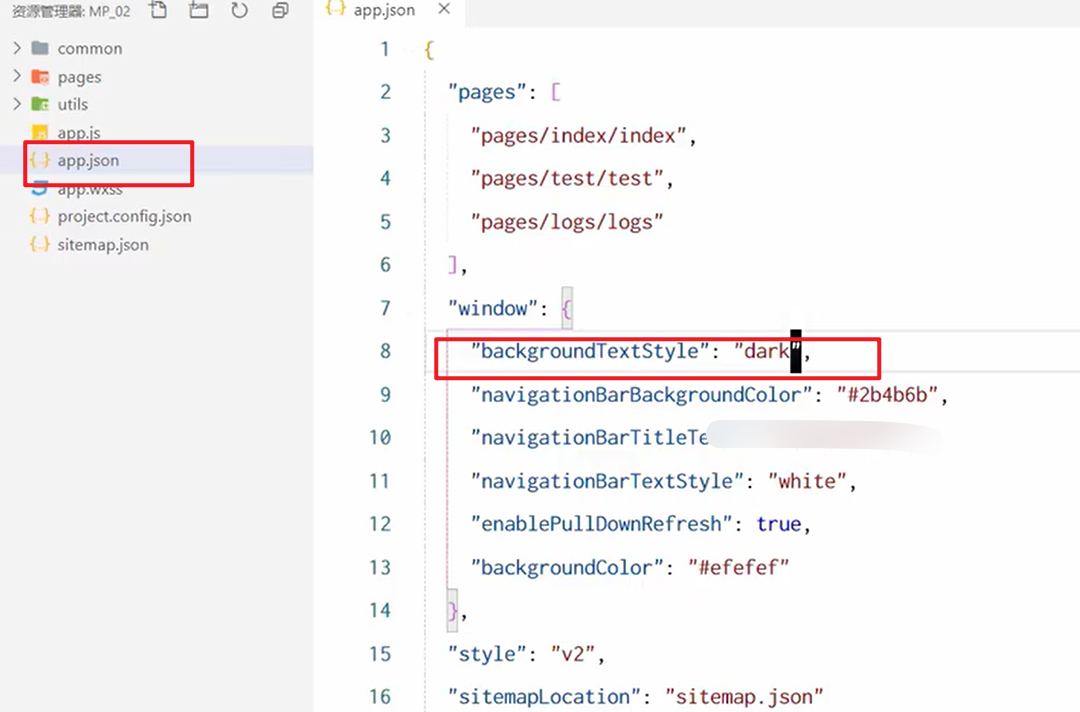 资源管理器: MP_02
common
pages
utils
app.js
app.json
app.wxss
project.config.json
sitemap.json
app.json
1 {
2 "pages": [
3 "pages/index/index",
4 "pages/test/test",
5 "pages/logs/logs"
6 ],
7 "window": {
8 "backgroundTextStyle": "dark",
9 "navigationBarBackgroundColor": "#2b4b6b",
10 "navigationBarTitleTe
11 "navigationBarTextStyle": "white",
12 "enablePullDownRefresh": true,
13 "backgroundColor": "#efefef"
14 },
15 "style": "v2",
16 "sitemapLocation": "sitemap.json"